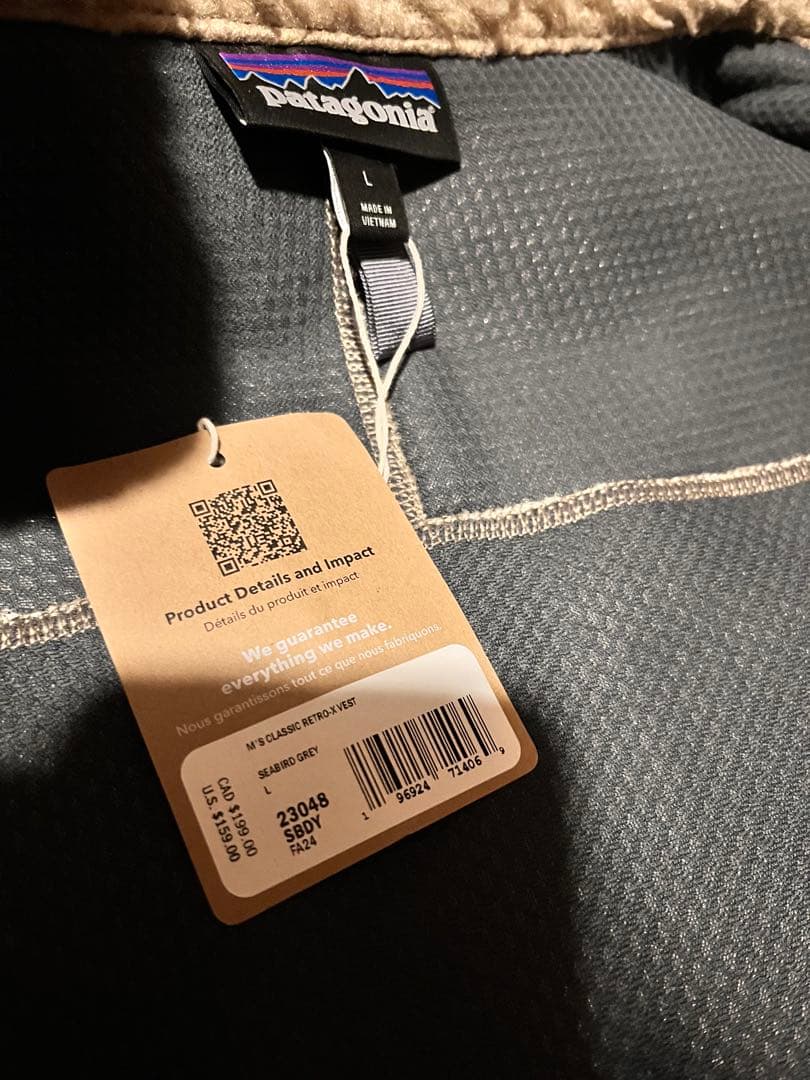 patagonia
L
MADE IN
VIETNAM
Product Details and Impact
Détails du produit et impact
We guarantee
everything we make.
Nous garantissons tout ce que nous fabriquons.
M'S CLASSIC RETRO-X VEST
SEABIRD GREY
L
23048
SBDY
FA24
CAD $199.00
U.S. $159.00
1 96924 71406 9